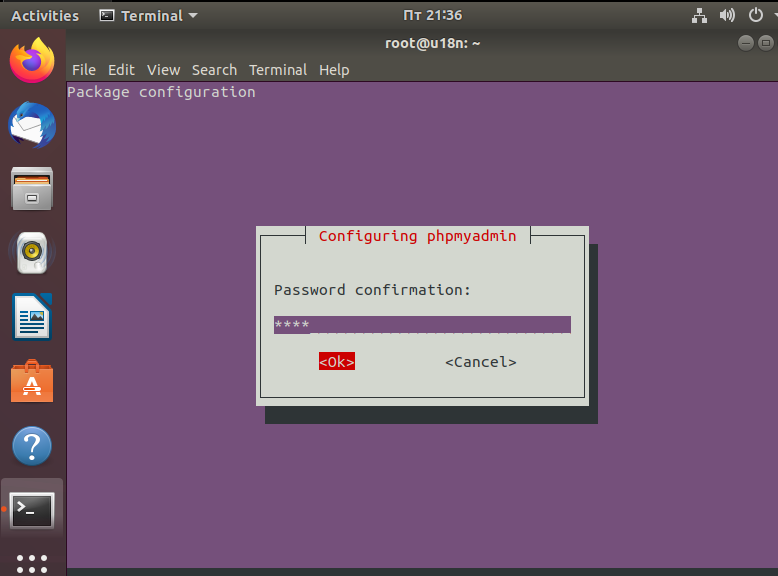 Activities Terminal Пт 21:36
root@u18n: ~
File Edit View Search Terminal Help
Package configuration
Configuring phpmyadmin
Password confirmation:
****
<Ok> <Cancel>